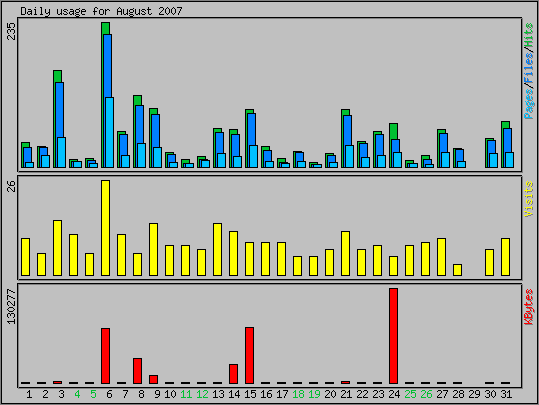 Daily usage for August 2007
235
Pages/Files/Hits
26
Visits
130277
KBytes
1 2 3 4 5 6 7 8 9 10 11 12 13 14 15 16 17 18 19 20 21 22 23 24 25 26 27 28 29 30 31